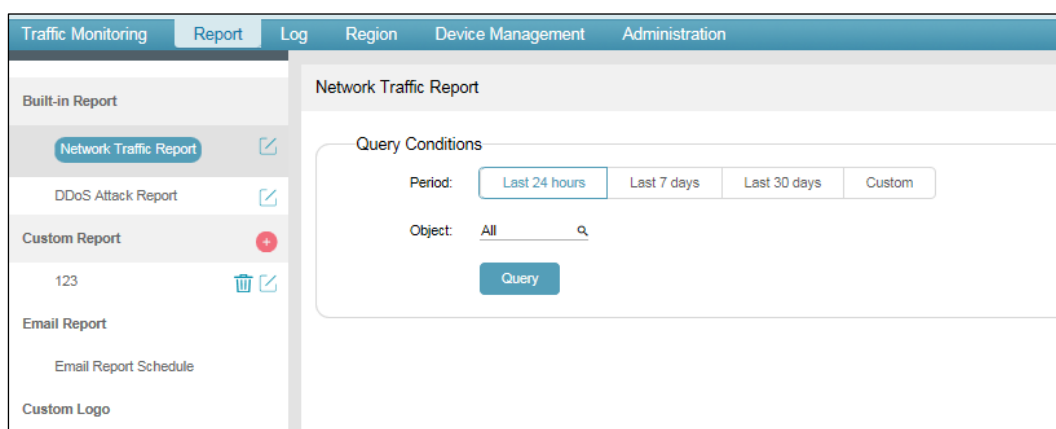 Traffic Monitoring Report Log Region Device Management Administration
Built-in Report
Network Traffic Report
DDoS Attack Report
Custom Report
123
Email Report
Email Report Schedule
Custom Logo
Network Traffic Report
Query Conditions
Period: Last 24 hours Last 7 days Last 30 days Custom
Object: All
Query